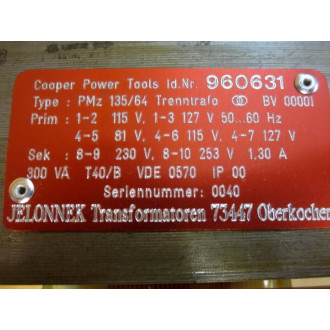 Cooper Power Tools Id.Nr. 960631
Type : PMz 135/64 Trenntrafo BV 00001
Prim : 1-2 115 V, 1-3 127 V 50...60 Hz
4-5 81 V, 4-6 115 V, 4-7 127 V
Sek : 8-9 230 V, 8-10 253 V, 1,30 A
300 VA T40/B VDE 0570 IP 00
Seriennummer: 0040
JELONNEK Transformatoren 73447 Oberkochen